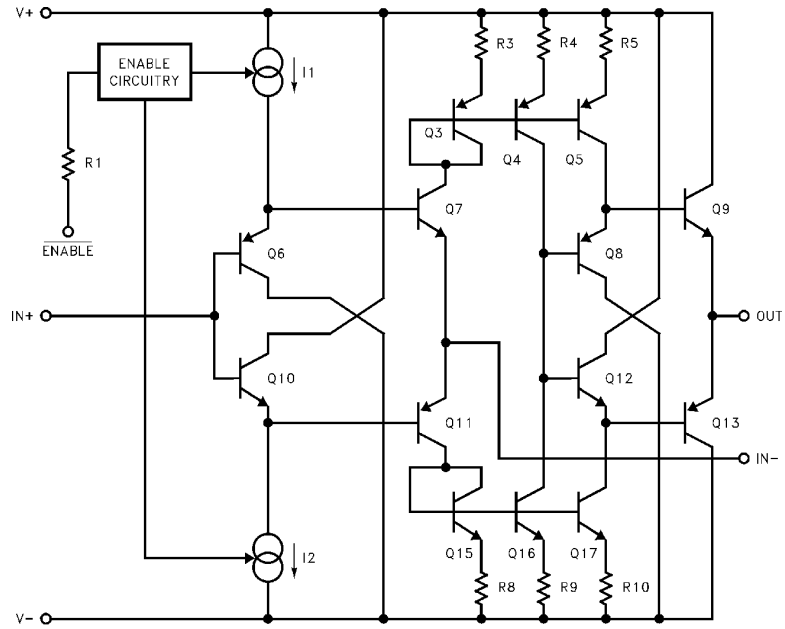 V+
R3
R4
R5
ENABLE
CIRCUITRY
I1
R1
Q3
Q4
Q5
Q7
Q9
ENABLE
Q6
Q8
IN+
OUT
Q10
Q12
Q11
Q13
IN-
Q15
Q16
Q17
I2
R8
R9
R10
V-